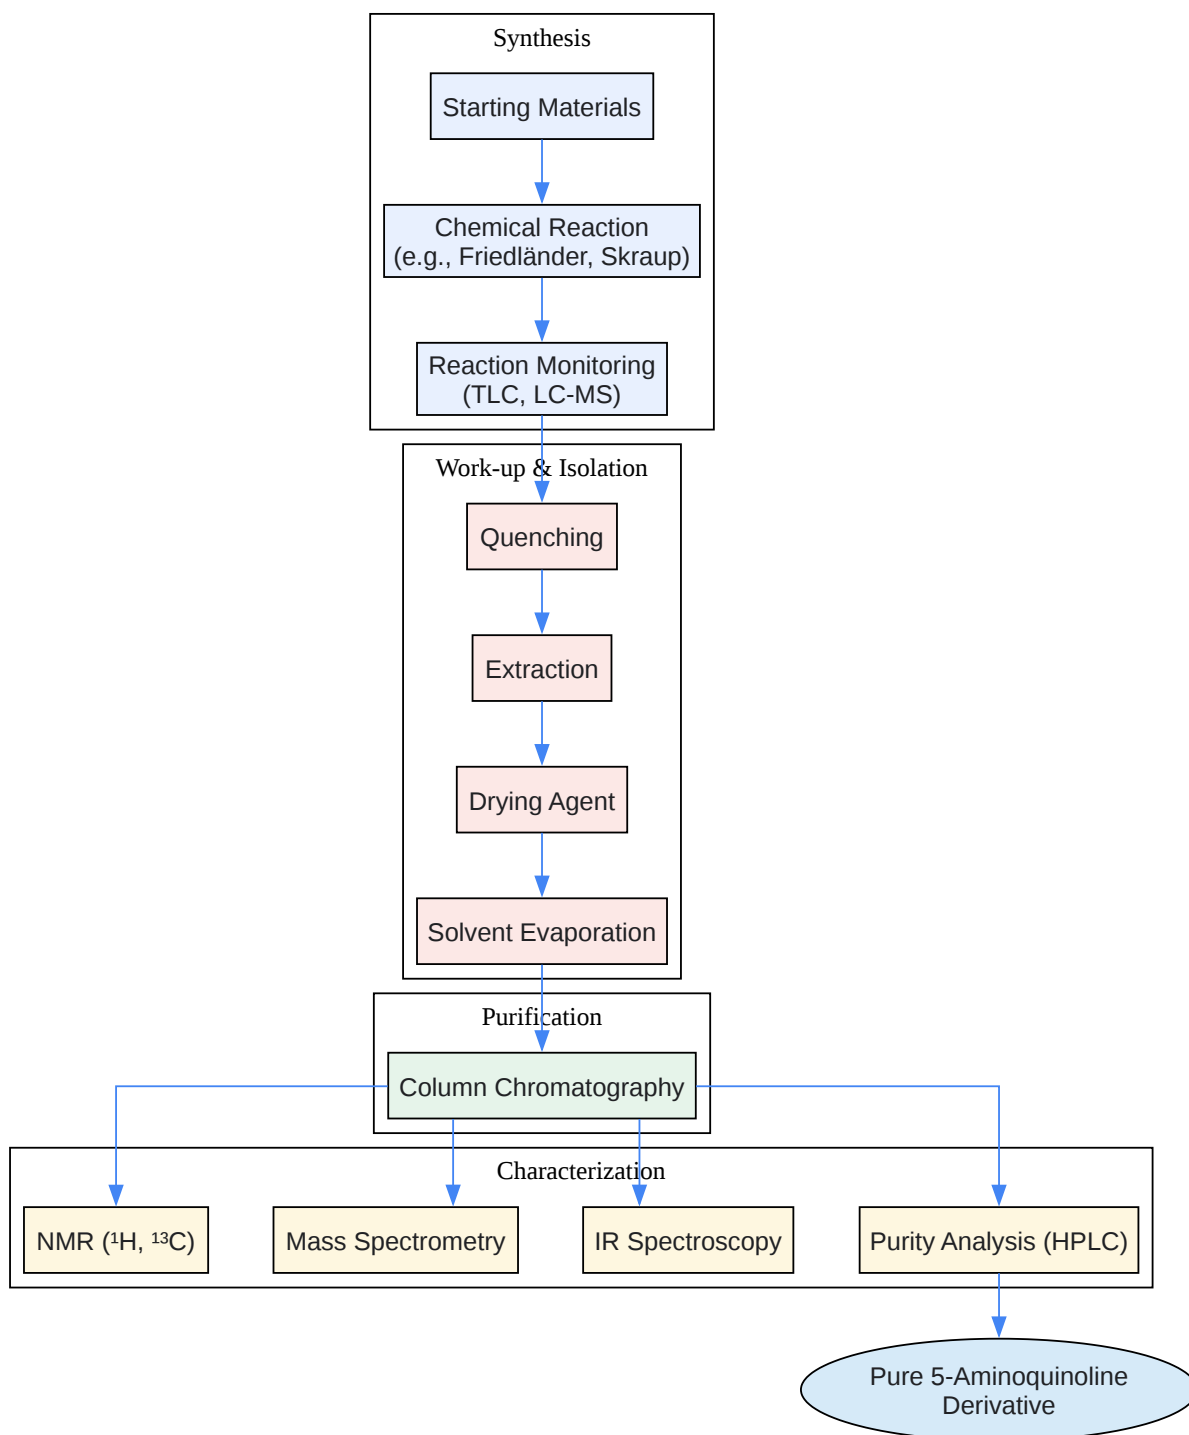 Synthesis
Starting Materials
Chemical Reaction
(e.g., Friedländer, Skraup)
Reaction Monitoring
(TLC, LC-MS)
Work-up & Isolation
Quenching
Extraction
Drying Agent
Solvent Evaporation
Purification
Column Chromatography
Characterization
NMR (¹H, ¹³C)
Mass Spectrometry
IR Spectroscopy
Purity Analysis (HPLC)
Pure 5-Aminoquinoline
Derivative